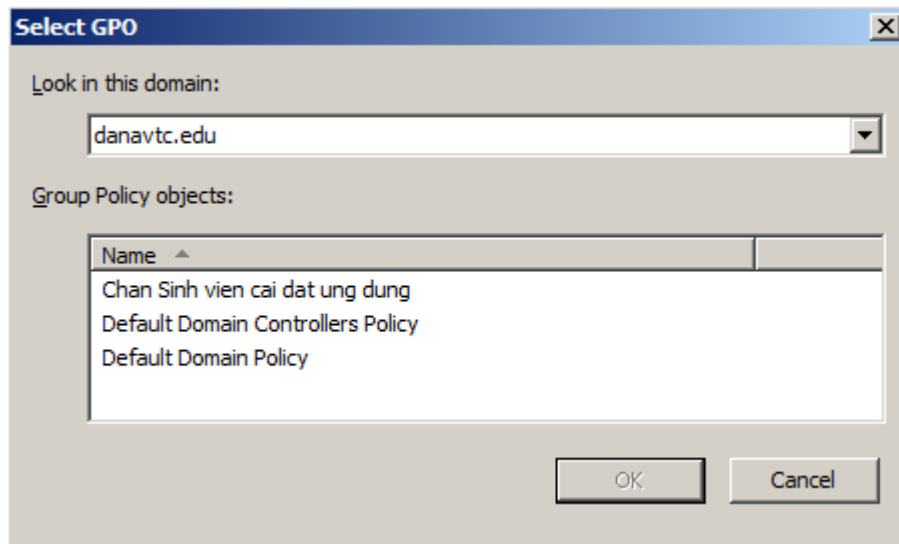 Select GPO
Look in this domain:
danavtc.edu
Group Policy objects:
Name
Chan Sinh vien cai dat ung dung
Default Domain Controllers Policy
Default Domain Policy
OK Cancel